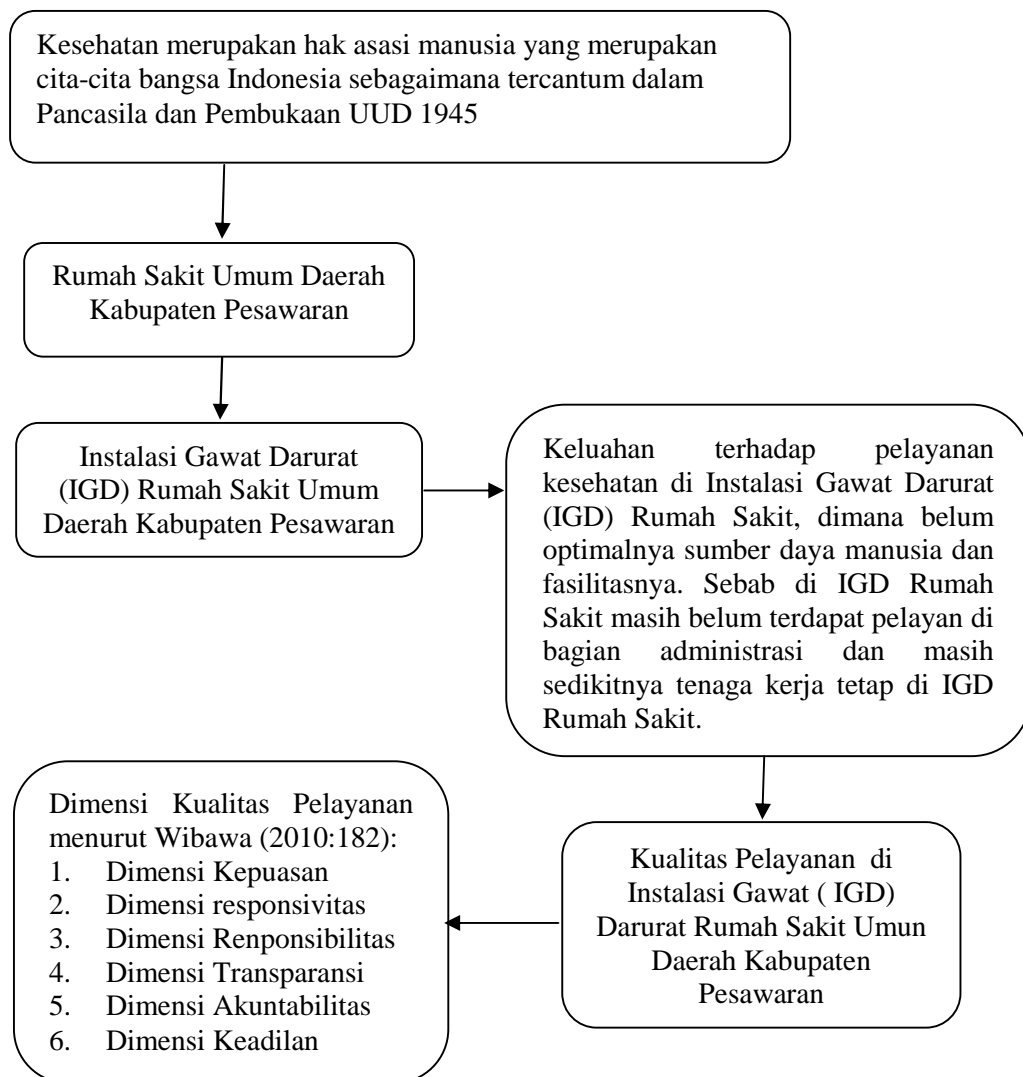 Kesehatan merupakan hak asasi manusia yang merupakan
cita-cita bangsa Indonesia sebagaimana tercantum dalam
Pancasila dan Pembukaan UUD 1945
Rumah Sakit Umum Daerah
Kabupaten Pesawaran
Instalasi Gawat Darurat
(IGD) Rumah Sakit Umum
Daerah Kabupaten Pesawaran
Keluahan terhadap pelayanan
kesehatan di Instalasi Gawat Darurat
(IGD) Rumah Sakit, dimana belum
optimalnya sumber daya manusia dan
fasilitasnya. Sebab di IGD Rumah
Sakit masih belum terdapat pelayan di
bagian administrasi dan masih
sedikitnya tenaga kerja tetap di IGD
Rumah Sakit.
Kualitas Pelayanan di
Instalasi Gawat ( IGD)
Darurat Rumah Sakit Umun
Daerah Kabupaten
Pesawaran
Dimensi Kualitas Pelayanan
menurut Wibawa (2010:182):
1. Dimensi Kepuasan
2. Dimensi responsivitas
3. Dimensi Renponsibilitas
4. Dimensi Transparansi
5. Dimensi Akuntabilitas
6. Dimensi Keadilan